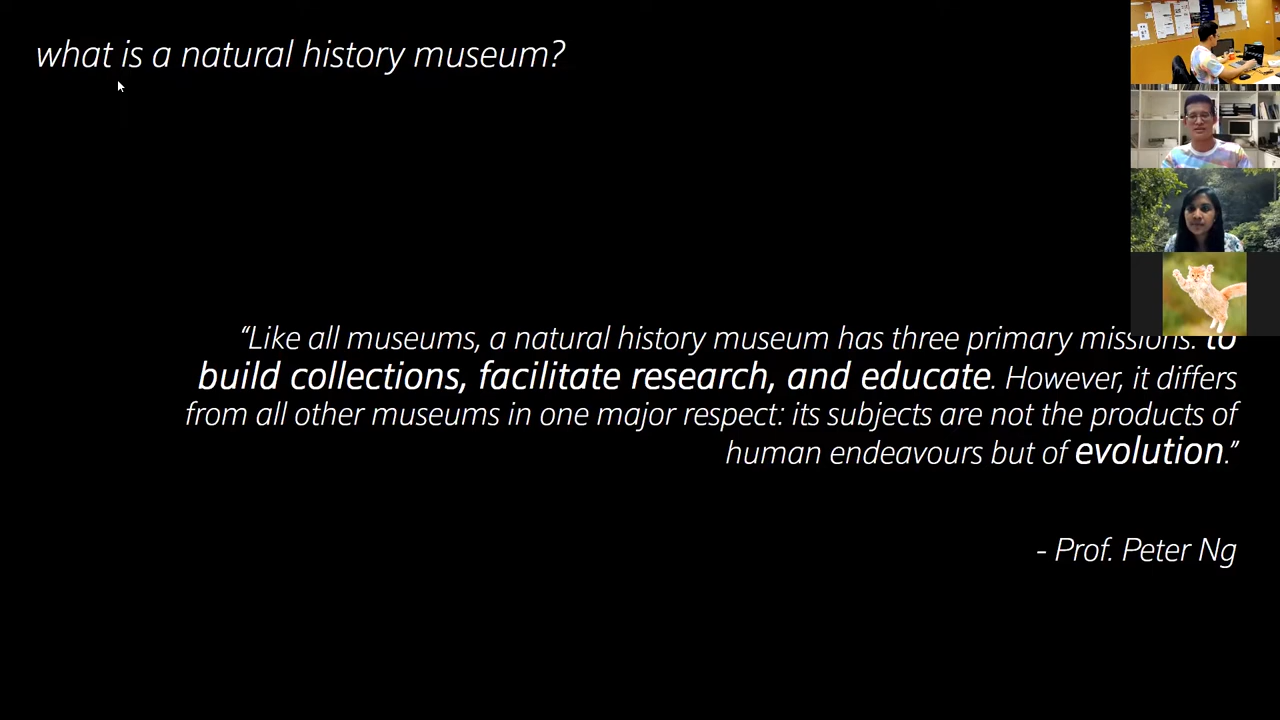 what is a natural history museum?
“Like all museums, a natural history museum has three primary missions: to
build collections, facilitate research, and educate. However, it differs
from all other museums in one major respect: its subjects are not the products of
human endeavours but of evolution.”
- Prof. Peter Ng